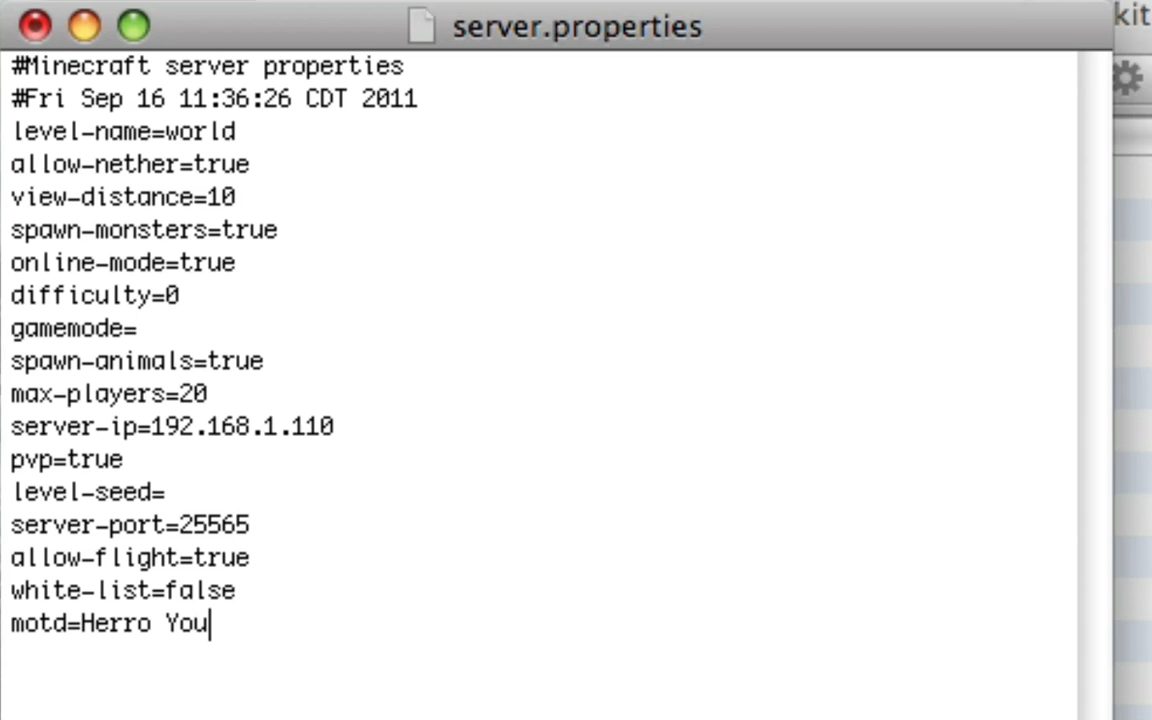 server.properties
kit
#Minecraft server properties
#Fri Sep 16 11:36:26 CDT 2011
level-name=world
allow-nether=true
view-distance=10
spawn-monsters=true
online-mode=true
difficulty=0
gamemode=
spawn-animals=true
max-players=20
server-ip=192.168.1.110
pvp=true
level-seed=
server-port=25565
allow-flight=true
white-list=false
motd=Herro You